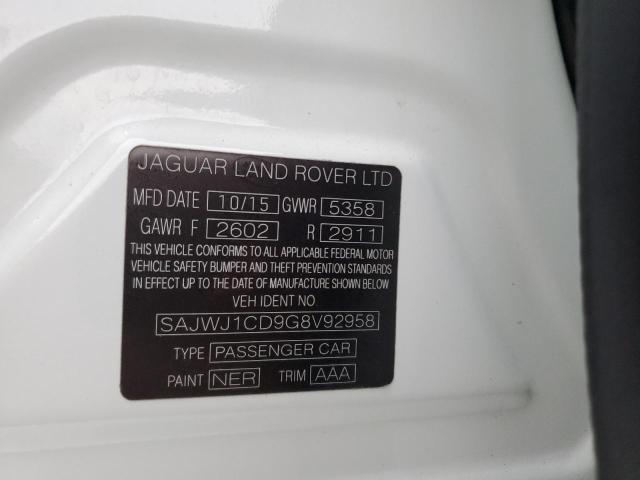 JAGUAR LAND ROVER LTD
MFD DATE 10/15 GVWR 5358
GAWR F 2602 R 2911
THIS VEHICLE CONFORMS TO ALL APPLICABLE FEDERAL MOTOR
VEHICLE SAFETY BUMPER AND THEFT PREVENTION STANDARDS
IN EFFECT UP TO THE DATE OF MANUFACTURE SHOWN BELOW
VEH IDENT NO
SAJWJ1CD9G8V92958
TYPE PASSENGER CAR
PAINT NER TRIM AAA